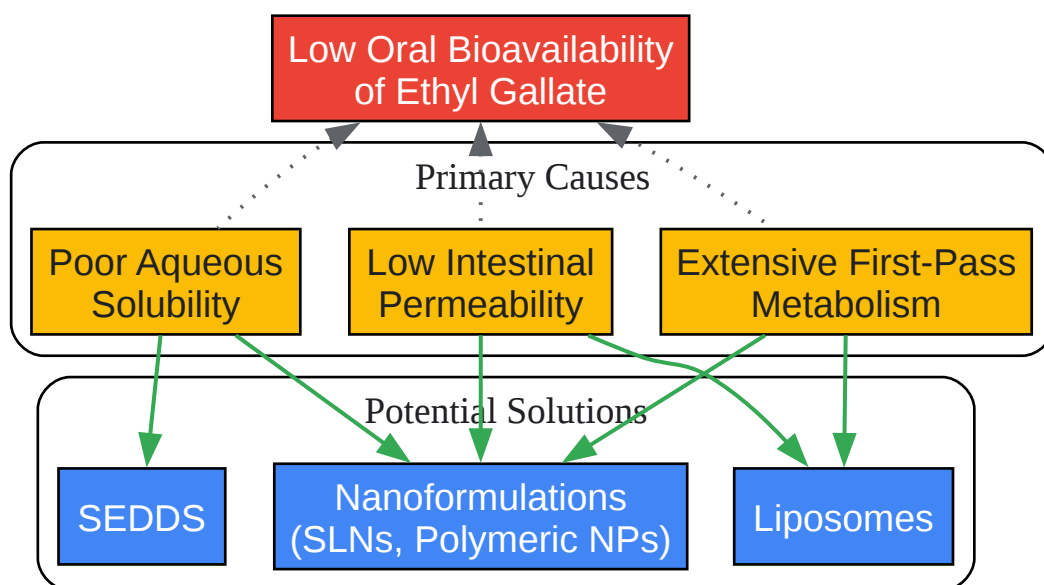 Low Oral Bioavailability
of Ethyl Gallate
Primary Causes
Poor Aqueous
Solubility
Low Intestinal
Permeability
Extensive First-Pass
Metabolism
Potential Solutions
SEDDS
Nanoformulations
(SLNs, Polymeric NPs)
Liposomes